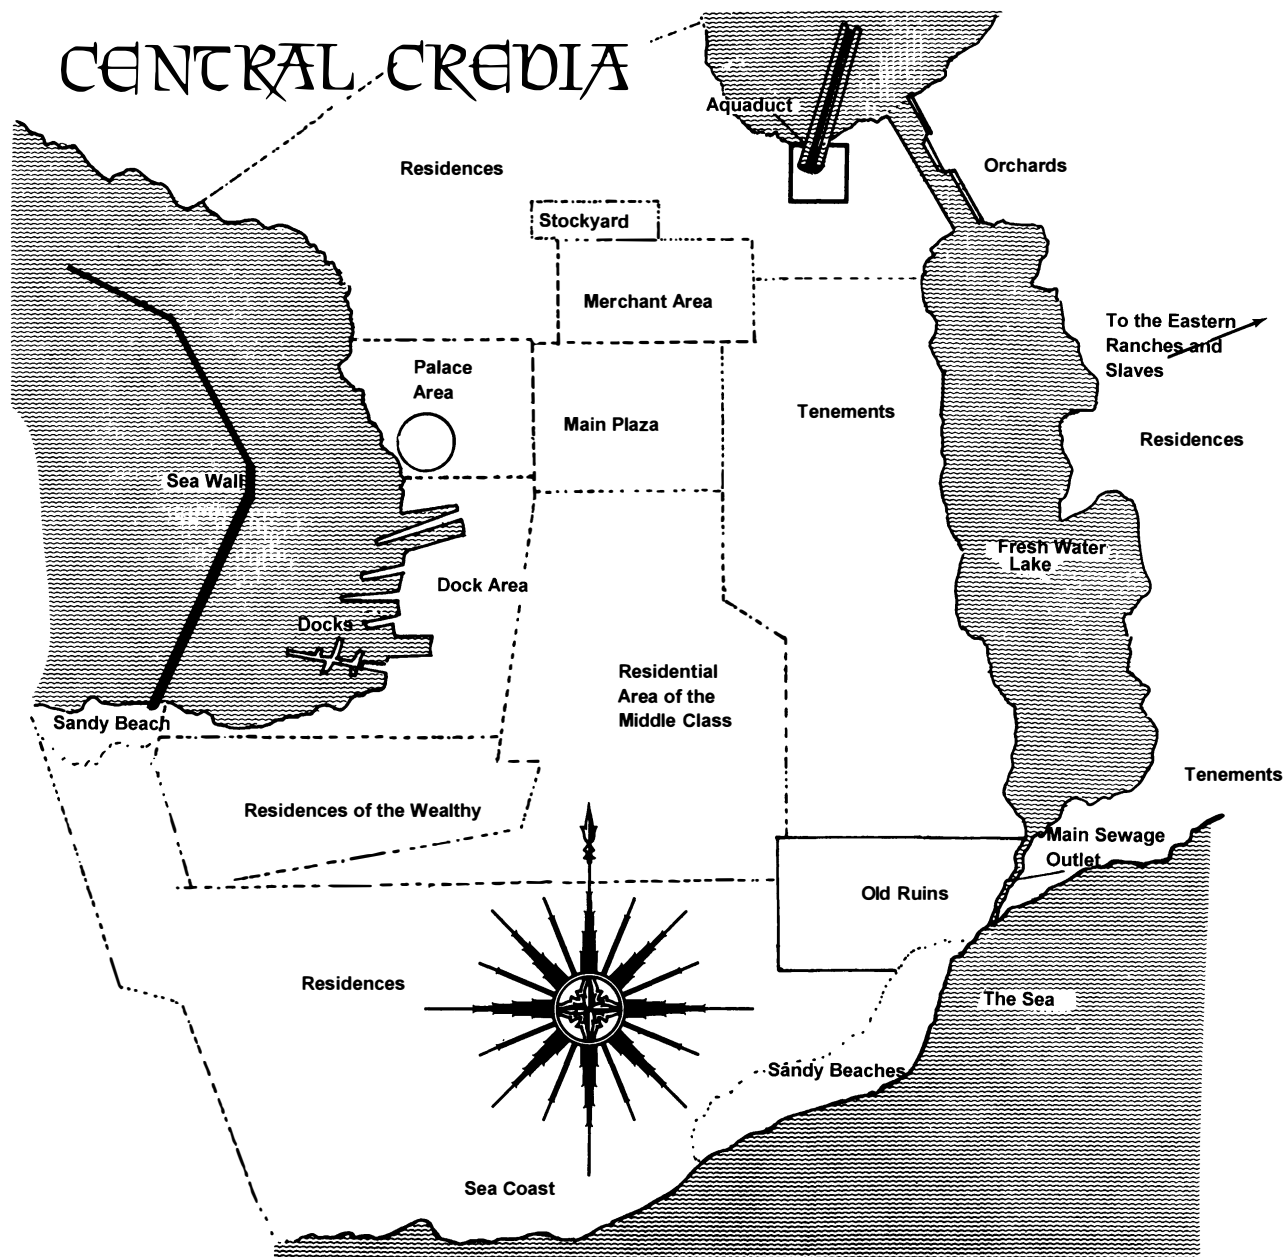 CENTRAL CREDIA
Aquaduct
Residences
Orchards
Stockyard
Merchant Area
To the Eastern
Ranches and
Slaves
Palace
Area
Main Plaza
Tenements
Residences
Sea Wall
Fresh Water
Lake
Dock Area
Docks
Residential
Area of the
Middle Class
Sandy Beach
Tenements
Residences of the Wealthy
Main Sewage
Outlet
Old Ruins
Residences
The Sea
Sandy Beaches
Sea Coast